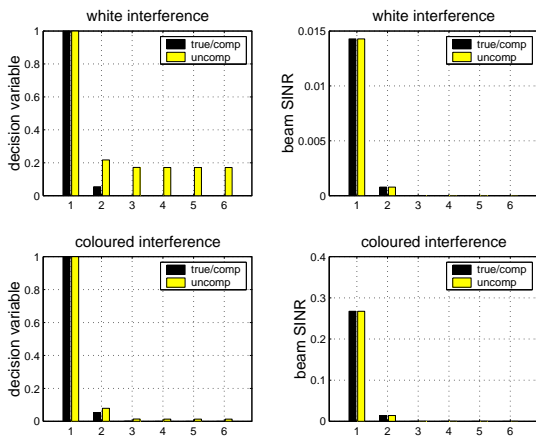 white interference
decision variable
1
0.8
0.6
0.4
0.2
0
1 2 3 4 5 6
true/comp
uncomp
white interference
beam SINR
0.015
0.01
0.005
0
1 2 3 4 5 6
true/comp
uncomp
coloured interference
decision variable
1
0.8
0.6
0.4
0.2
0
1 2 3 4 5 6
true/comp
uncomp
coloured interference
beam SINR
0.4
0.3
0.2
0.1
0
1 2 3 4 5 6
true/comp
uncomp